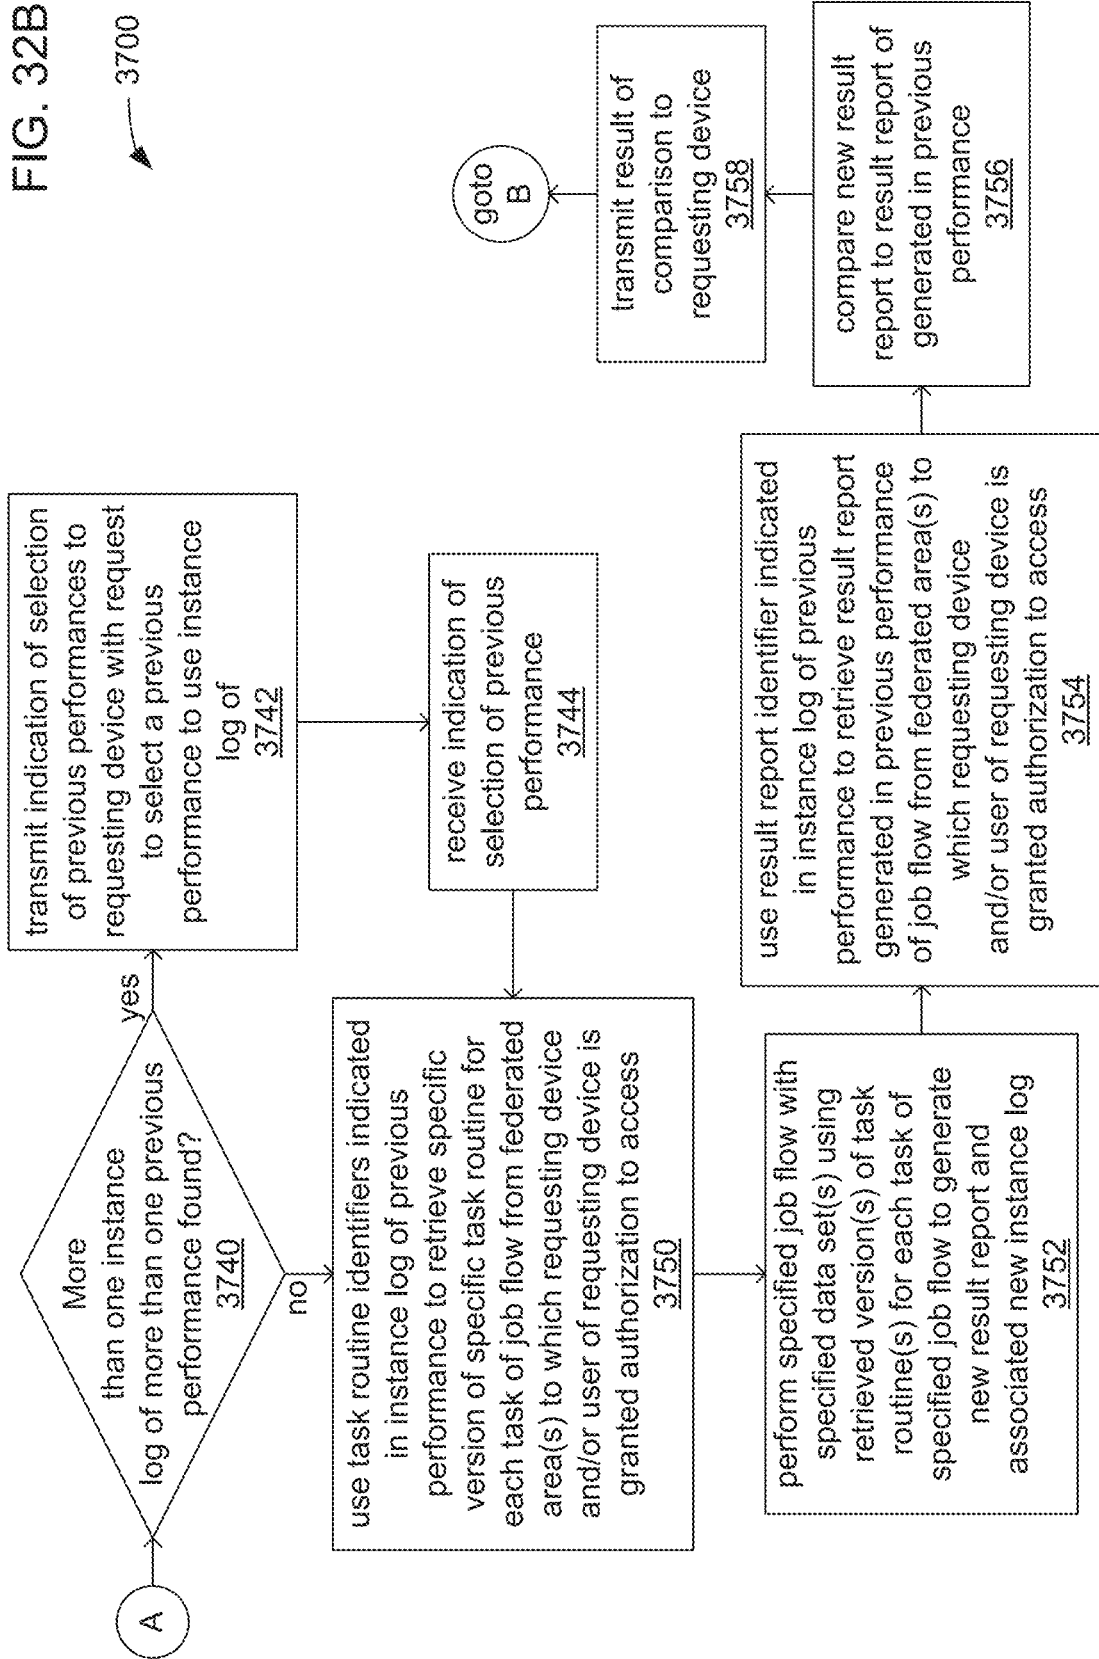 FIG. 32B
3700
A
More
than one instance
log of more than one previous
performance found?
3740
yes
no
transmit indication of selection
of previous performances to
requesting device with request
to select a previous
performance to use instance
log of
3742
receive indication of
selection of previous
performance
3744
use task routine identifiers indicated
in instance log of previous
performance to retrieve specific
version of specific task routine for
each task of job flow from federated
area(s) to which requesting device
and/or user of requesting device is
granted authorization to access
3750
perform specified job flow with
specified data set(s) using
retrieved version(s) of task
routine(s) for each task of
specified job flow to generate
new result report and
associated new instance log
3752
use result report identifier indicated
in instance log of previous
performance to retrieve result report
generated in previous performance
of job flow from federated area(s) to
which requesting device
and/or user of requesting device is
granted authorization to access
3754
compare new result
report to result report of
generated in previous
performance
3756
transmit result of
comparison to
requesting device
3758
goto
B